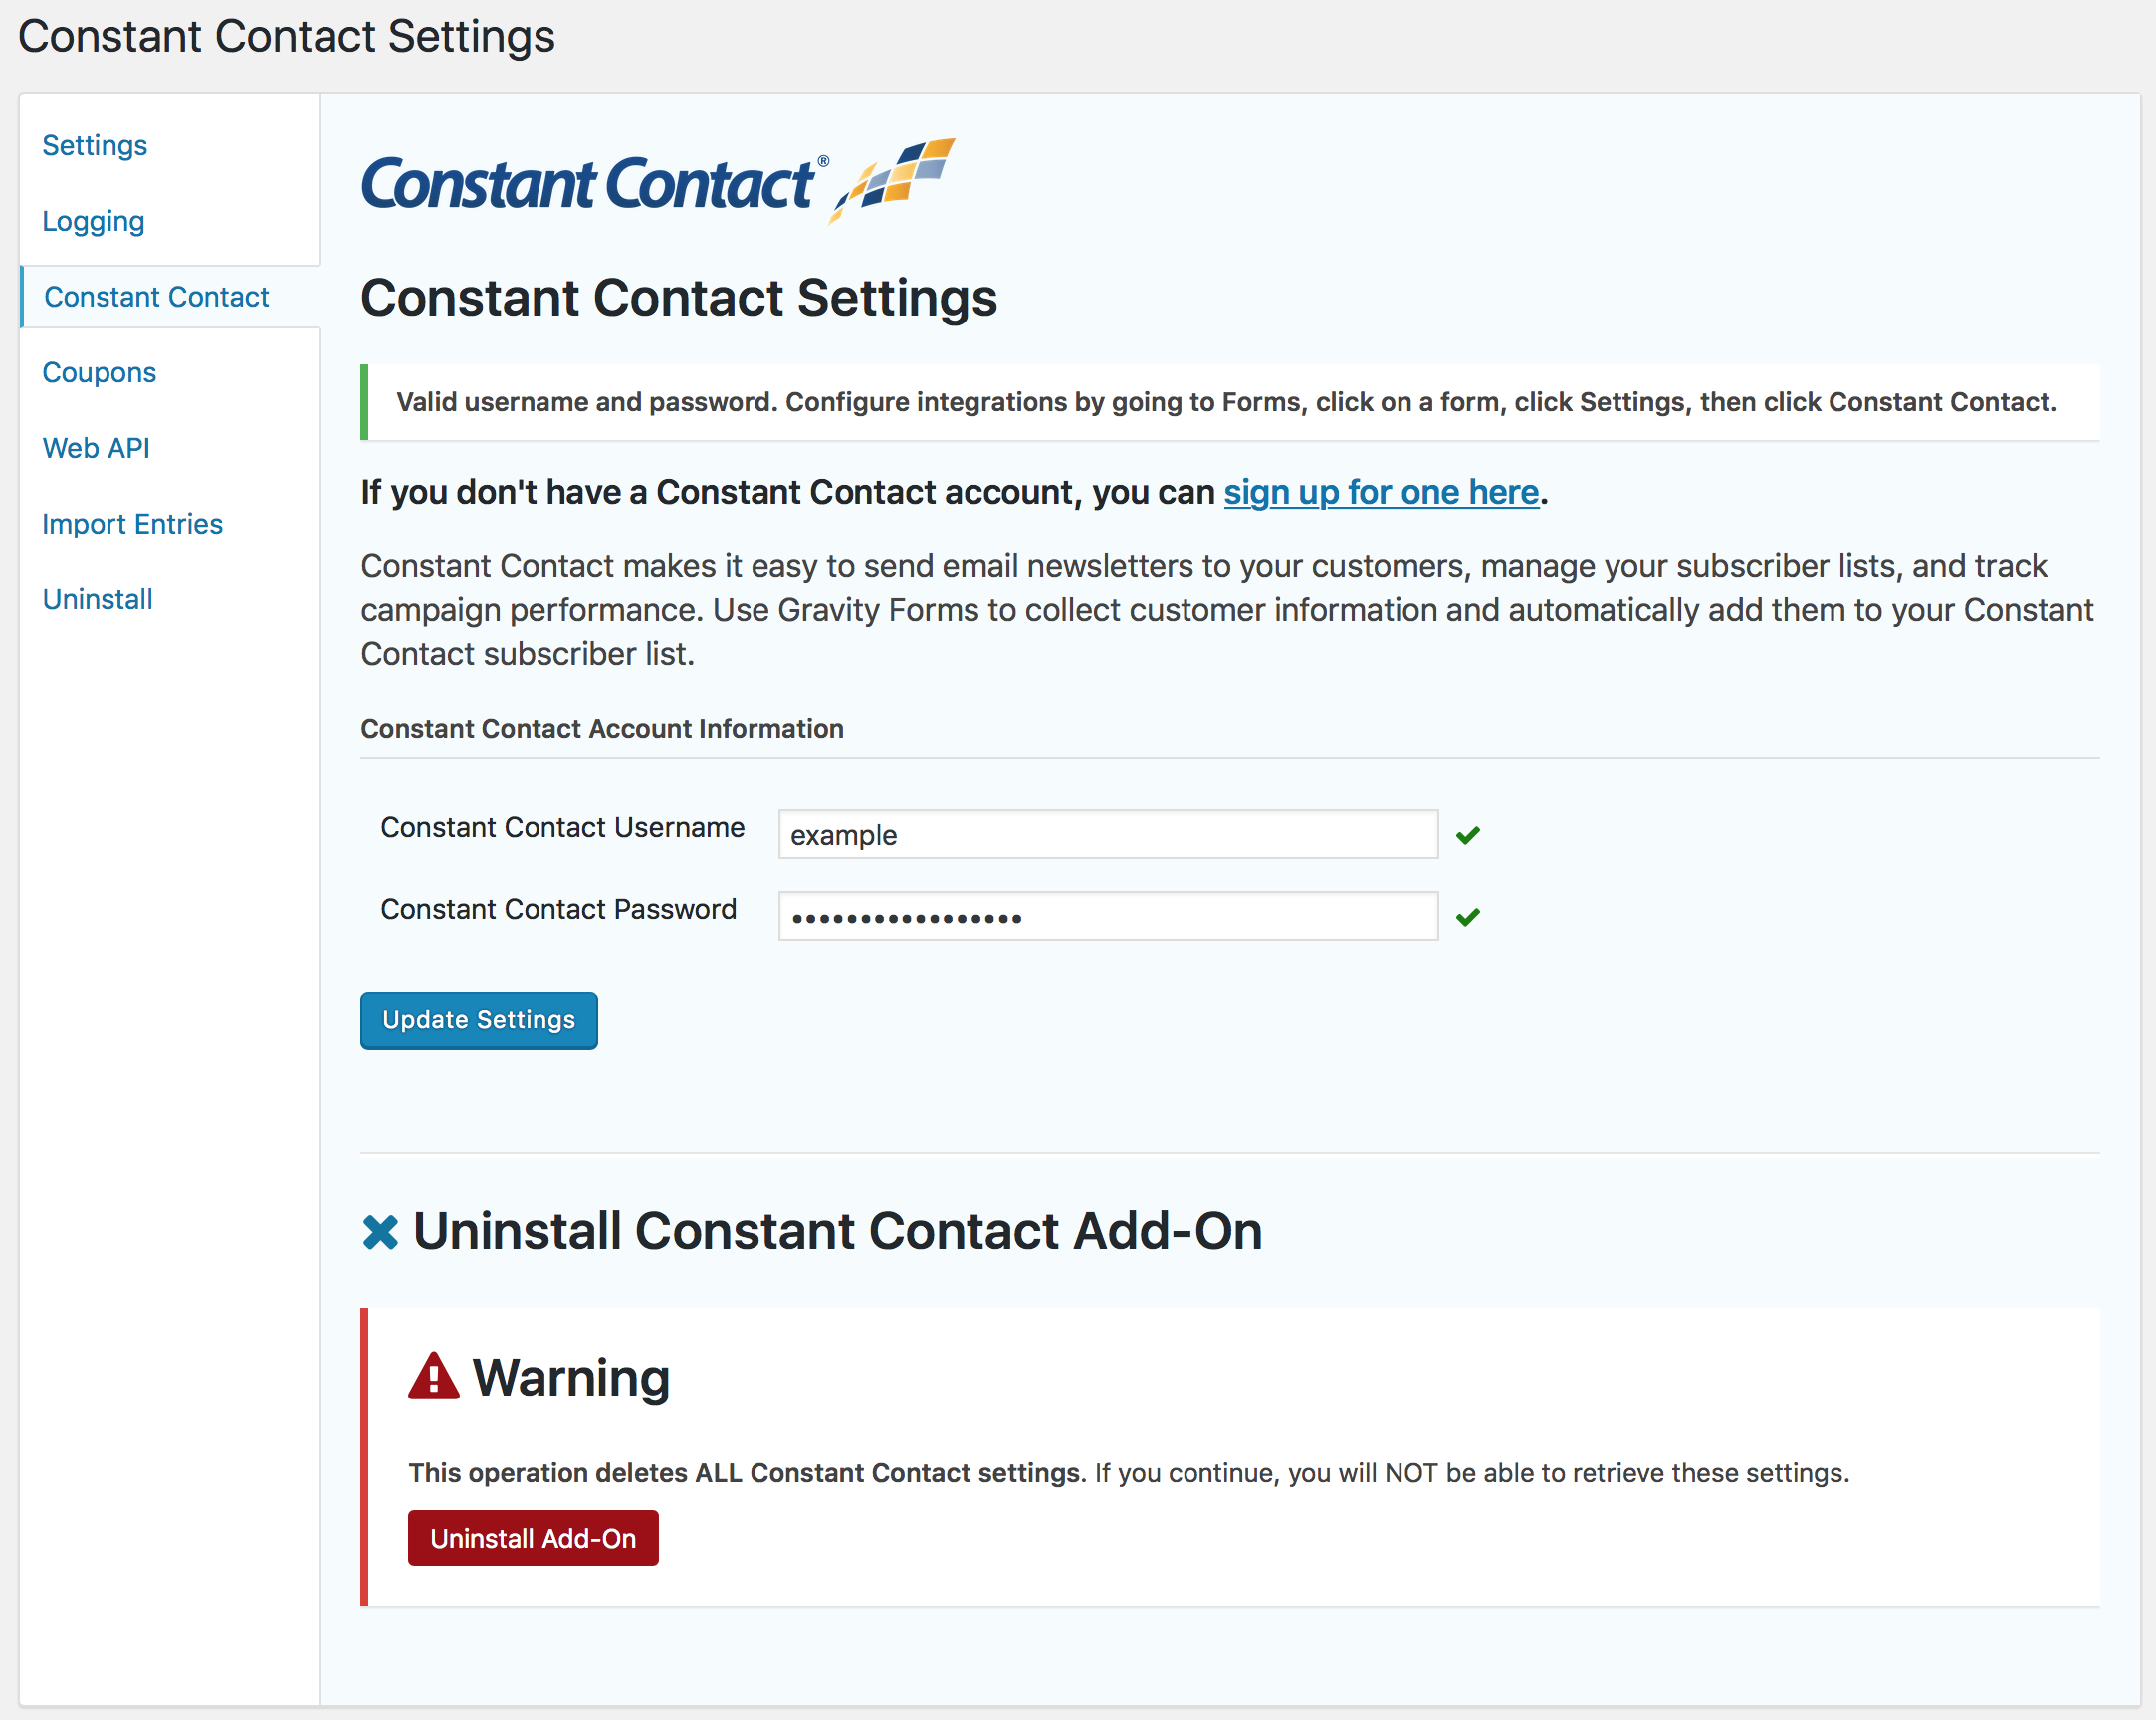 Constant Contact Settings
Settings
Logging
Constant Contact
Coupons
Web API
Import Entries
Uninstall
Constant Contact®
Constant Contact Settings
Valid username and password. Configure integrations by going to Forms, click on a form, click Settings, then click Constant Contact.
If you don't have a Constant Contact account, you can sign up for one here.
Constant Contact makes it easy to send email newsletters to your customers, manage your subscriber lists, and track
campaign performance. Use Gravity Forms to collect customer information and automatically add them to your Constant
Contact subscriber list.
Constant Contact Account Information
Constant Contact Username example
Constant Contact Password •••••••••••••••••
Update Settings
Uninstall Constant Contact Add-On
Warning
This operation deletes ALL Constant Contact settings. If you continue, you will NOT be able to retrieve these settings.
Uninstall Add-On